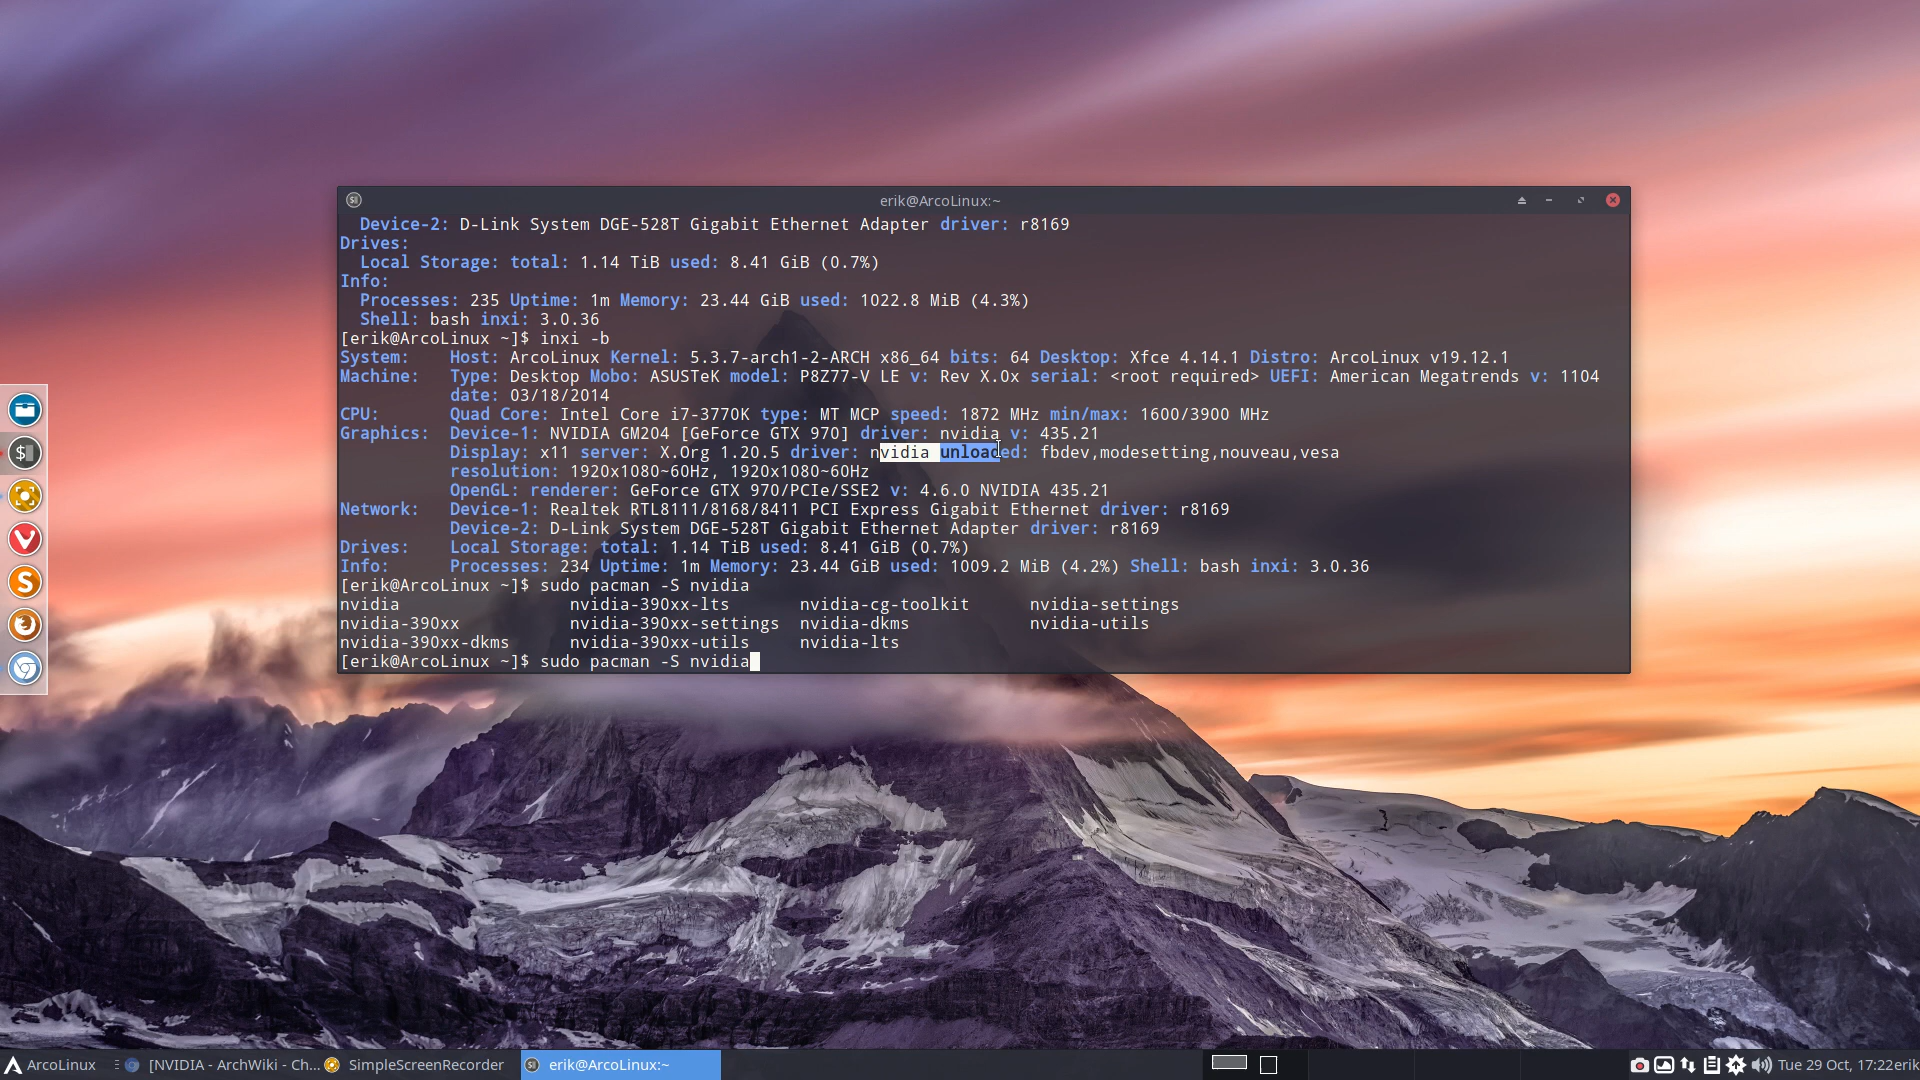 erik@ArcoLinux:~
Device-2: D-Link System DGE-528T Gigabit Ethernet Adapter driver: r8169
Drives:
Local Storage: total: 1.14 TiB used: 8.41 GiB (0.7%)
Info:
Processes: 235 Uptime: 1m Memory: 23.44 GiB used: 1022.8 MiB (4.3%)
Shell: bash inxi: 3.0.36
[erik@ArcoLinux ~]$ inxi -b
System: Host: ArcoLinux Kernel: 5.3.7-arch1-2-ARCH x86_64 bits: 64 Desktop: Xfce 4.14.1 Distro: ArcoLinux v19.12.1
Machine: Type: Desktop Mobo: ASUSTeK model: P8Z77-V LE v: Rev X.0x serial: <root required> UEFI: American Megatrends v: 1104
date: 03/18/2014
CPU: Quad Core: Intel Core i7-3770K type: MT MCP speed: 1872 MHz min/max: 1600/3900 MHz
Graphics: Device-1: NVIDIA GM204 [GeForce GTX 970] driver: nvidia v: 435.21
Display: x11 server: X.Org 1.20.5 driver: nvidia unloaded: fbdev,modesetting,nouveau,vesa
resolution: 1920x1080~60Hz, 1920x1080~60Hz
OpenGL: renderer: GeForce GTX 970/PCIe/SSE2 v: 4.6.0 NVIDIA 435.21
Network: Device-1: Realtek RTL8111/8168/8411 PCI Express Gigabit Ethernet driver: r8169
Device-2: D-Link System DGE-528T Gigabit Ethernet Adapter driver: r8169
Drives: Local Storage: total: 1.14 TiB used: 8.41 GiB (0.7%)
Info: Processes: 234 Uptime: 1m Memory: 23.44 GiB used: 1009.2 MiB (4.2%) Shell: bash inxi: 3.0.36
[erik@ArcoLinux ~]$ sudo pacman -S nvidia
nvidia nvidia-390xx-lts nvidia-cg-toolkit nvidia-settings
nvidia-390xx nvidia-390xx-settings nvidia-dkms nvidia-utils
nvidia-390xx-dkms nvidia-390xx-utils nvidia-lts
[erik@ArcoLinux ~]$ sudo pacman -S nvidia
ArcoLinux [NVIDIA - ArchWiki - Ch... SimpleScreenRecorder erik@ArcoLinux:~ Tue 29 Oct, 17:22 erik